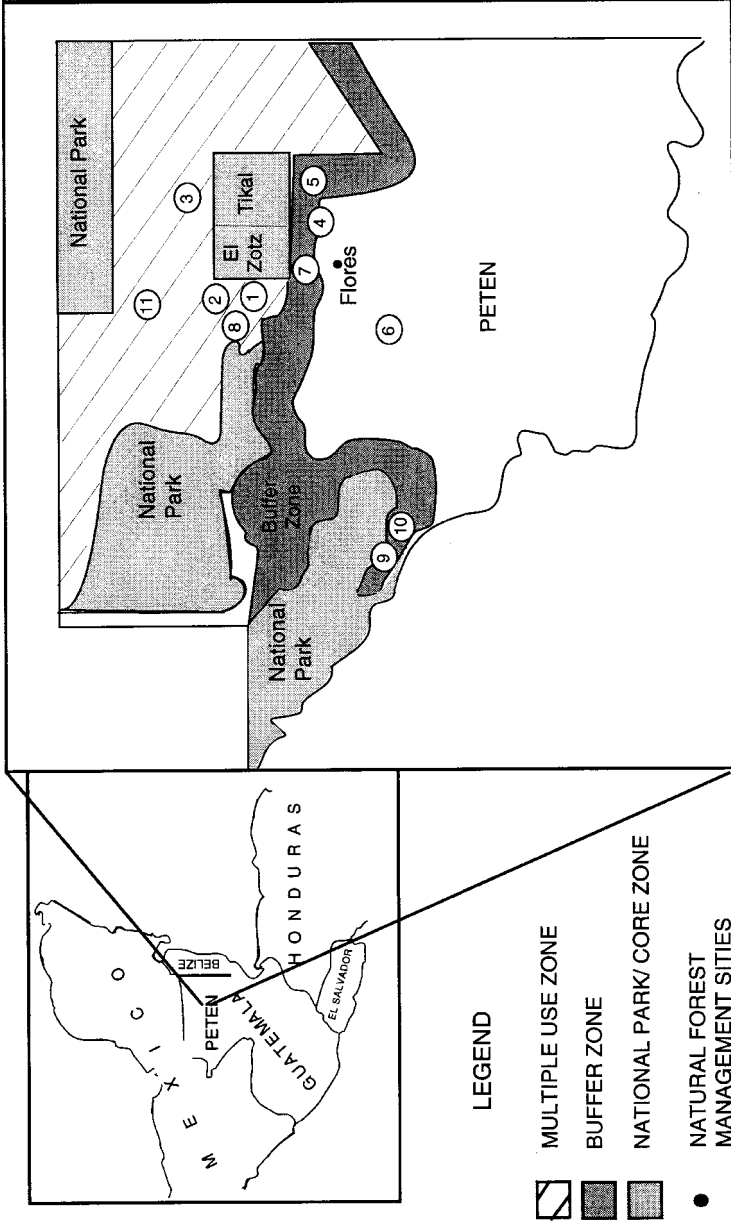 MEXICO
PETEN
BELIZE
GUATEMALA
HONDURAS
EL SALVADOR
LEGEND
MULTIPLE USE ZONE
BUFFER ZONE
NATIONAL PARK/ CORE ZONE
NATURAL FOREST
MANAGEMENT SITIES
National Park
11
3
National
Park
2
8
1
El
Zotz
Tikal
Buffer
Zone
National
Park
7
4
5
Flores
9
10
6
PETEN